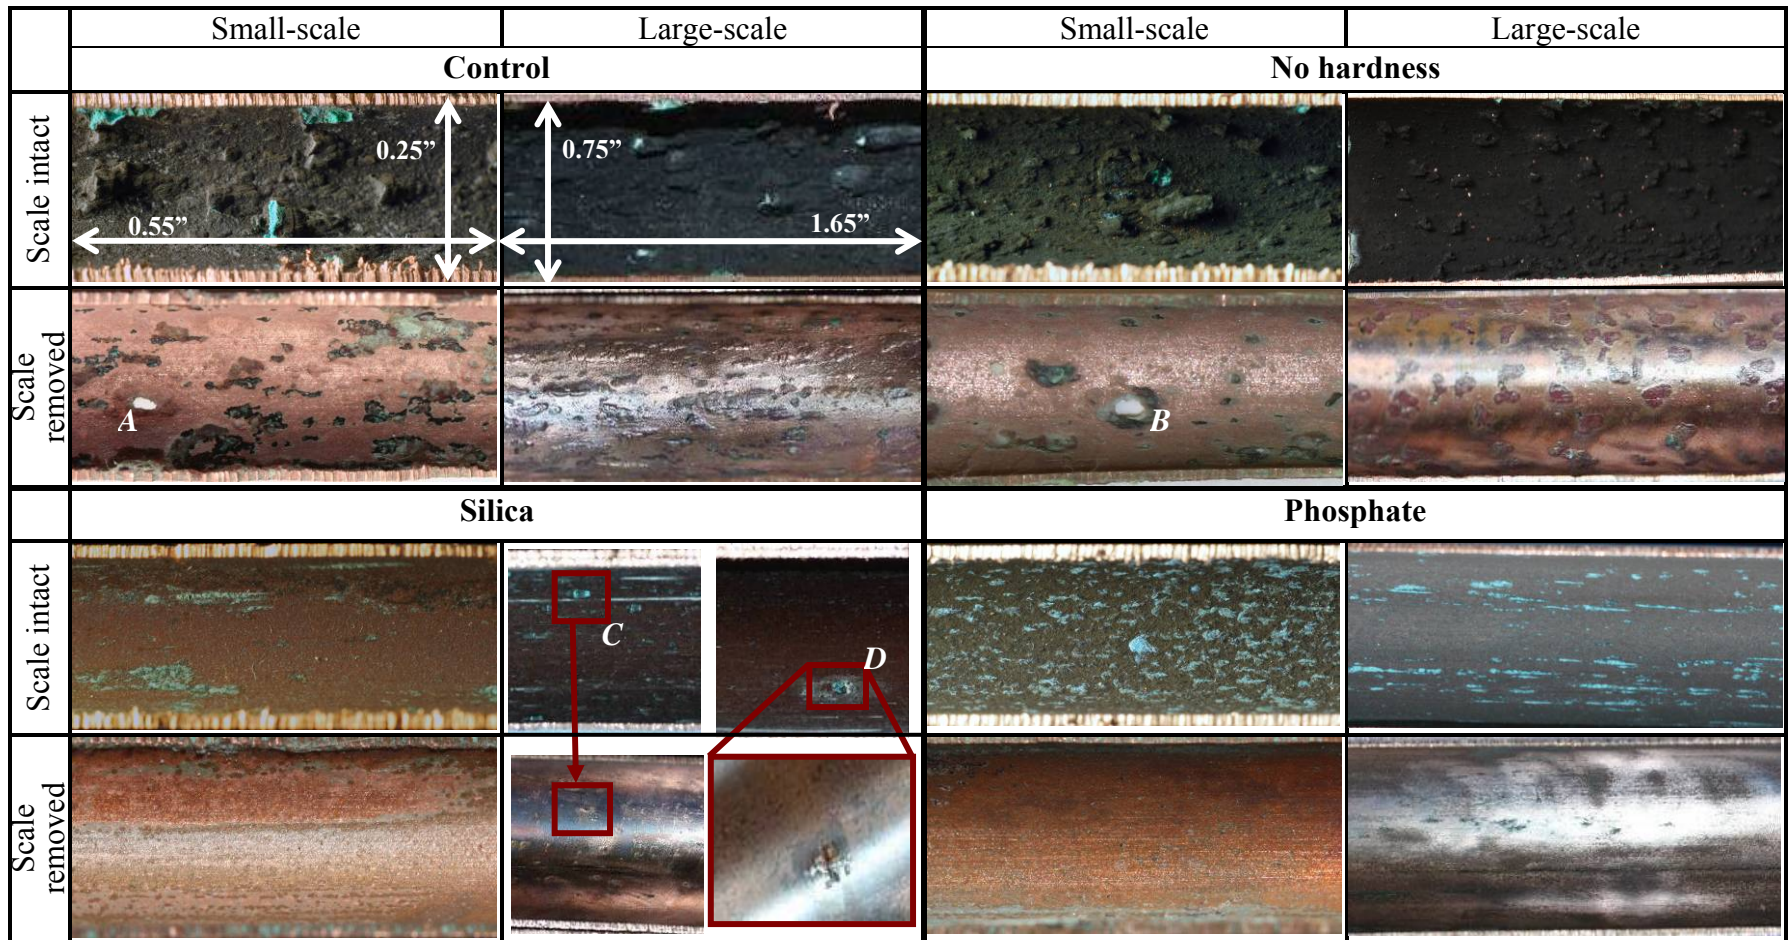 Small-scale Large-scale Small-scale Large-scale
Control No hardness
Scale intact
0.25”
0.55”
0.75”
1.65”
Scale removed
A
B
Silica Phosphate
Scale intact
C
D
Scale removed